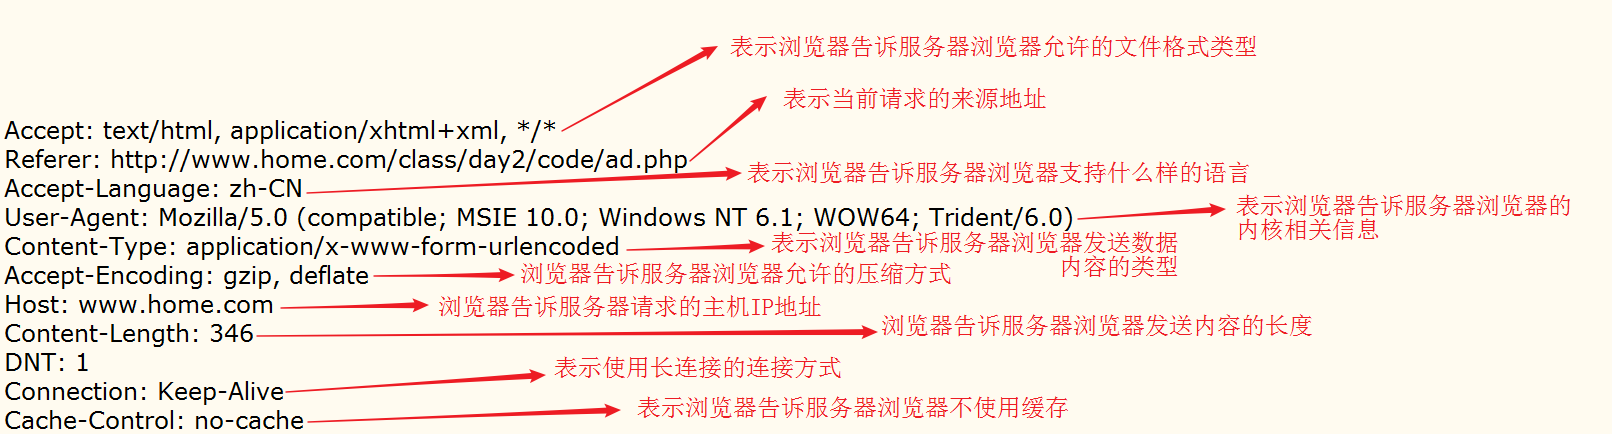 表示浏览器告诉服务器浏览器允许的文件格式类型
表示当前请求的来源地址
Accept: text/html, application/xhtml+xml, */*
Referer: http://www.home.com/class/day2/code/ad.php
Accept-Language: zh-CN
表示浏览器告诉服务器浏览器支持什么样的语言
User-Agent: Mozilla/5.0 (compatible; MSIE 10.0; Windows NT 6.1; WOW64; Trident/6.0)
表示浏览器告诉服务器浏览器的
内核相关信息
Content-Type: application/x-www-form-urlencoded
表示浏览器告诉服务器浏览器发送数据
内容的类型
Accept-Encoding: gzip, deflate
浏览器告诉服务器浏览器允许的压缩方式
Host: www.home.com
浏览器告诉服务器请求的主机IP地址
Content-Length: 346
浏览器告诉服务器浏览器发送内容的长度
DNT: 1
Connection: Keep-Alive
表示使用长连接的连接方式
Cache-Control: no-cache
表示浏览器告诉服务器浏览器不使用缓存